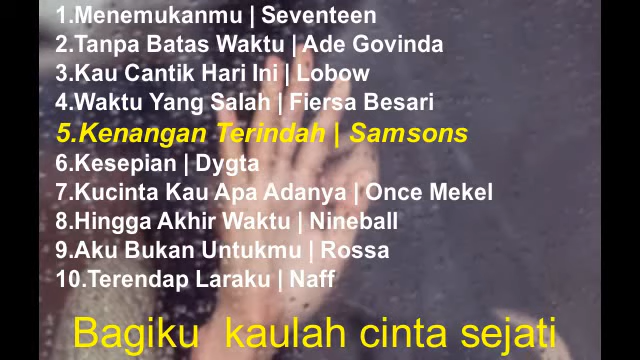 1.Menemukanmu | Seventeen
2.Tanpa Batas Waktu | Ade Govinda
3.Kau Cantik Hari Ini | Lobow
4.Waktu Yang Salah | Fiersa Besari
5.Kenangan Terindah | Samsons
6.Kesepian | Dygta
7.Kucinta Kau Apa Adanya | Once Mekel
8.Hingga Akhir Waktu | Nineball
9.Aku Bukan Untukmu | Rossa
10.Terendap Laraku | Naff
Bagiku kaulah cinta sejati